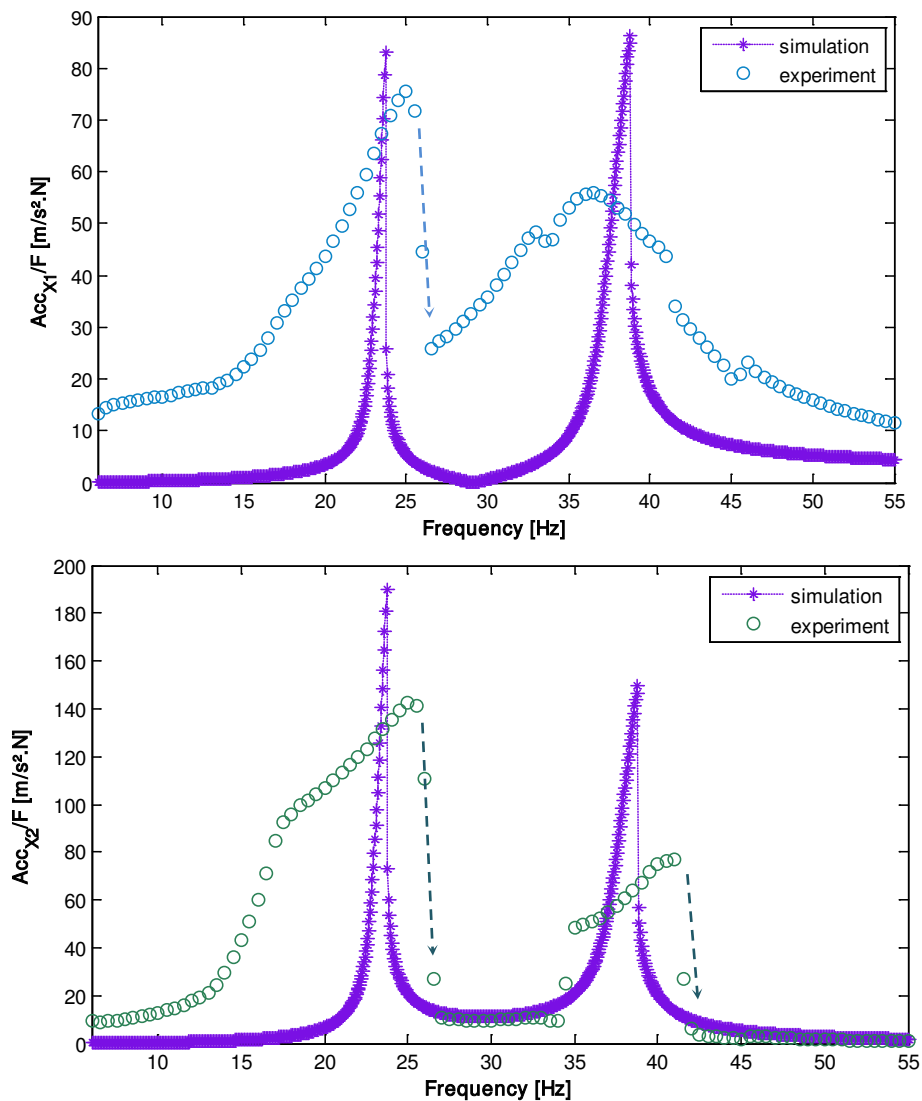 90
80
70
60
50
40
30
20
10
0
Acc_X1/F [m/s².N]
simulation
experiment
10 15 20 25 30 35 40 45 50 55
Frequency [Hz]
200
180
160
140
120
100
80
60
40
20
0
Acc_X2/F [m/s².N]
simulation
experiment
10 15 20 25 30 35 40 45 50 55
Frequency [Hz]